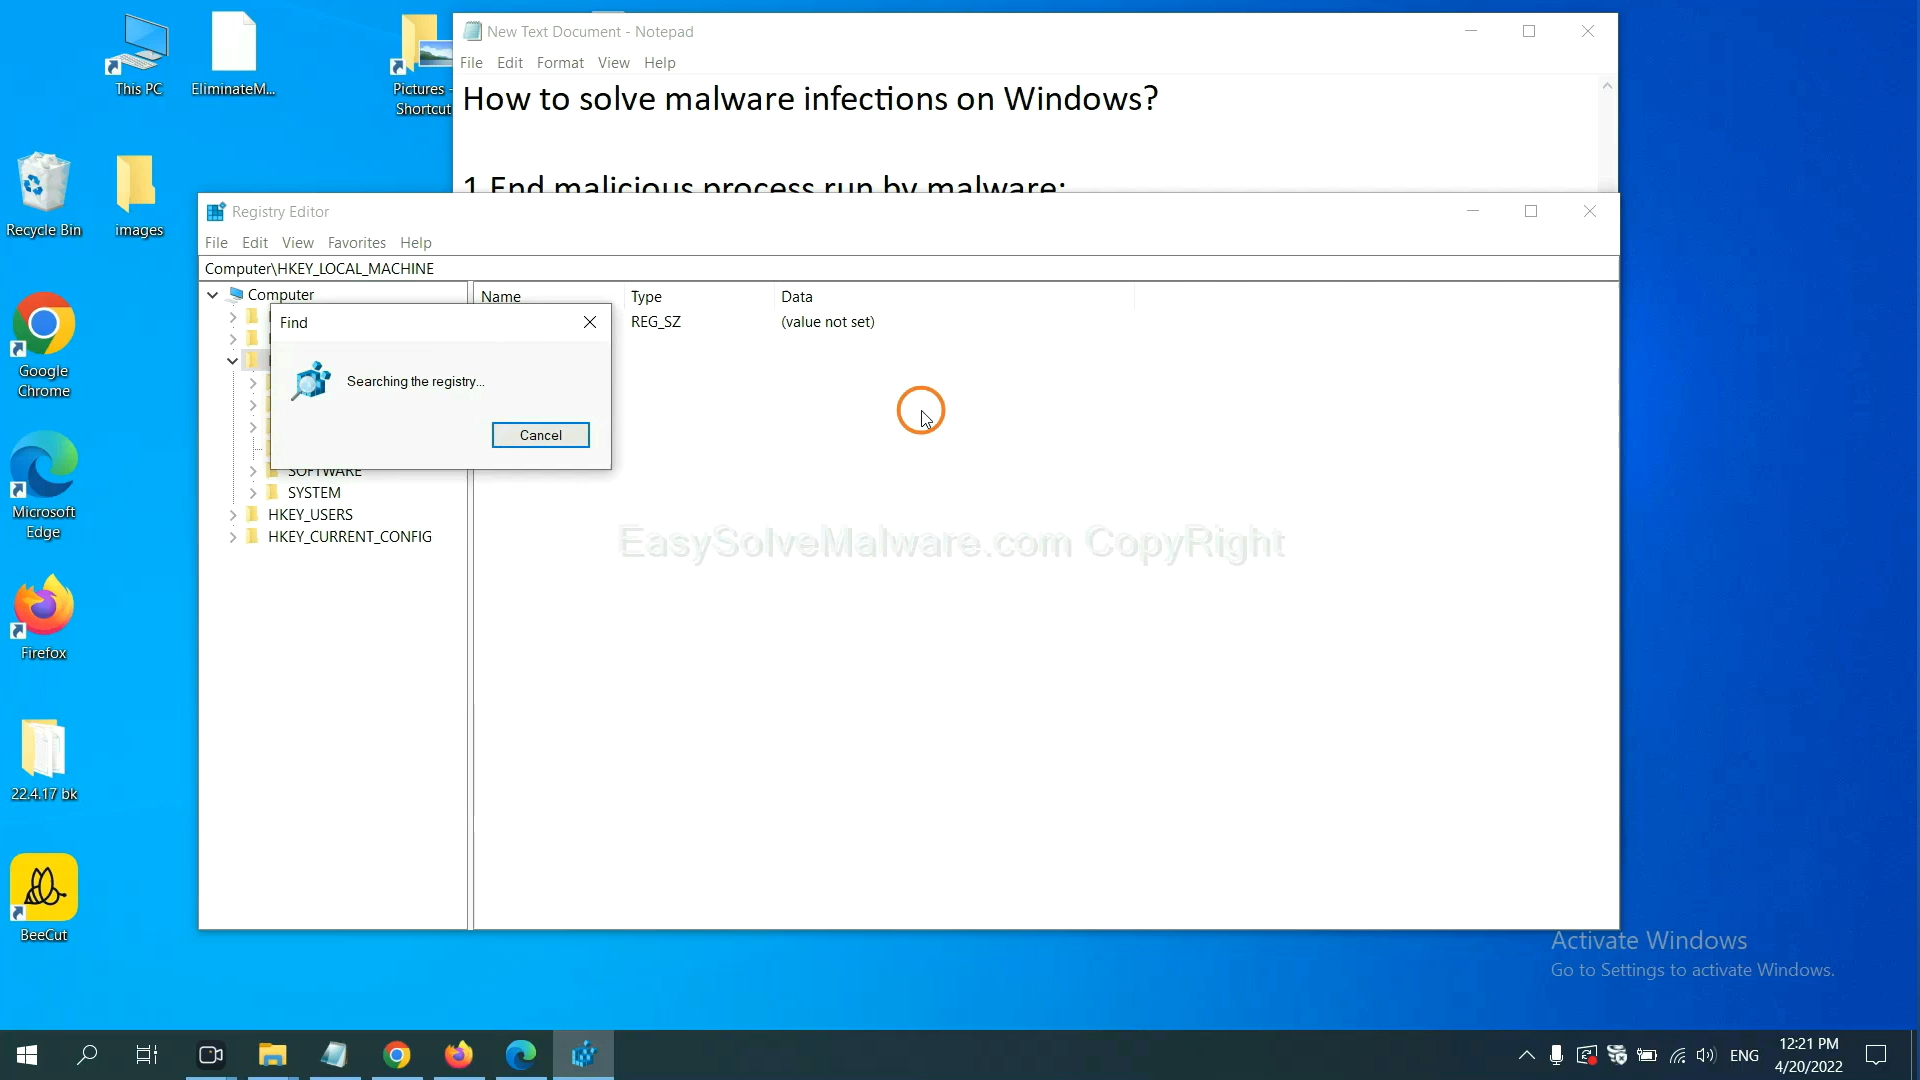 This PC
EliminateM...
Pictures -
Shortcut
Recycle Bin
images
Google
Chrome
Microsoft
Edge
Firefox
22.4.17 bk
BeeCut
New Text Document - Notepad
File Edit Format View Help
How to solve malware infections on Windows?
1. End malicious process run by malware:
Registry Editor
File Edit View Favorites Help
Computer\HKEY_LOCAL_MACHINE
Computer
Name Type Data
REG_SZ (value not set)
Find
Searching the registry...
Cancel
SOFTWARE
SYSTEM
HKEY_USERS
HKEY_CURRENT_CONFIG
EasySolveMalware.com CopyRight
Activate Windows
Go to Settings to activate Windows.
ENG
12:21 PM
4/20/2022